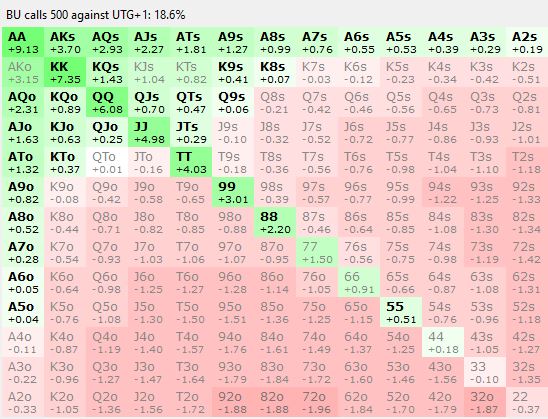 BU calls 500 against UTG+1: 18.6%
AA AKs AQs AJs ATs A9s A8s A7s A6s A5s A4s A3s A2s
+9.13 +3.70 +2.93 +2.27 +1.81 +1.27 +0.99 +0.76 +0.55 +0.53 +0.39 +0.29 +0.19
AKo KK KQs KJs KTs K9s K8s K7s K6s K5s K4s K3s K2s
+3.15 +7.35 +1.43 +1.04 +0.82 +0.41 +0.07 -0.03 -0.12 -0.23 -0.34 -0.42 -0.51
AQo KQo QQ QJs QTs Q9s Q8s Q7s Q6s Q5s Q4s Q3s Q2s
+2.31 +0.89 +6.08 +0.70 +0.47 +0.06 -0.21 -0.42 -0.46 -0.56 -0.65 -0.73 -0.81
AJo KJo QJo JJ JTs J9s J8s J7s J6s J5s J4s J3s J2s
+1.63 +0.63 +0.25 +4.98 +0.29 -0.10 -0.32 -0.52 -0.72 -0.77 -0.86 -0.93 -1.01
ATo KTo QTo JTo TT T9s T8s T7s T6s T5s T4s T3s T2s
+1.32 +0.37 +0.01 -0.16 +4.03 -0.18 -0.36 -0.56 -0.76 -0.98 -1.04 -1.10 -1.18
A9o K9o Q9o J9o T9o 99 98s 97s 96s 95s 94s 93s 92s
+0.82 -0.08 -0.42 -0.58 -0.65 +3.01 -0.39 -0.57 -0.77 -0.99 -1.22 -1.25 -1.33
A8o K8o Q8o J8o T8o 98o 88 87s 86s 85s 84s 83s 82s
+0.52 -0.44 -0.71 -0.82 -0.85 -0.88 +2.20 -0.46 -0.64 -0.85 -1.08 -1.30 -1.34
A7o K7o Q7o J7o T7o 97o 87o 77 76s 75s 74s 73s 72s
+0.28 -0.54 -0.93 -1.03 -1.06 -1.07 -0.95 +1.50 -0.56 -0.75 -0.98 -1.19 -1.42
A6o K6o Q6o J6o T6o 96o 86o 76o 66 65s 64s 63s 62s
+0.05 -0.64 -0.98 -1.25 -1.27 -1.28 -1.14 -1.05 +0.91 -0.66 -0.87 -1.08 -1.31
A5o K5o Q5o J5o T5o 95o 85o 75o 65o 55 54s 53s 52s
+0.04 -0.76 -1.08 -1.30 -1.50 -1.51 -1.36 -1.25 -1.15 +0.51 -0.76 -0.96 -1.18
A4o K4o Q4o J4o T4o 94o 84o 74o 64o 54o 44 43s 42s
-0.11 -0.87 -1.19 -1.40 -1.57 -1.76 -1.61 -1.49 -1.37 -1.25 +0.18 -1.05 -1.27
A3o K3o Q3o J3o T3o 93o 83o 73o 63o 53o 43o 33 32s
-0.22 -0.96 -1.27 -1.47 -1.64 -1.79 -1.84 -1.71 -1.60 -1.46 -1.56 -0.10 -1.35
A2o K2o Q2o J2o T2o 92o 82o 72o 62o 52o 42o 32o 22
-0.33 -1.05 -1.36 -1.56 -1.72 -1.88 -1.88 -1.96 -1.84 -1.70 -1.79 -1.87 -0.37